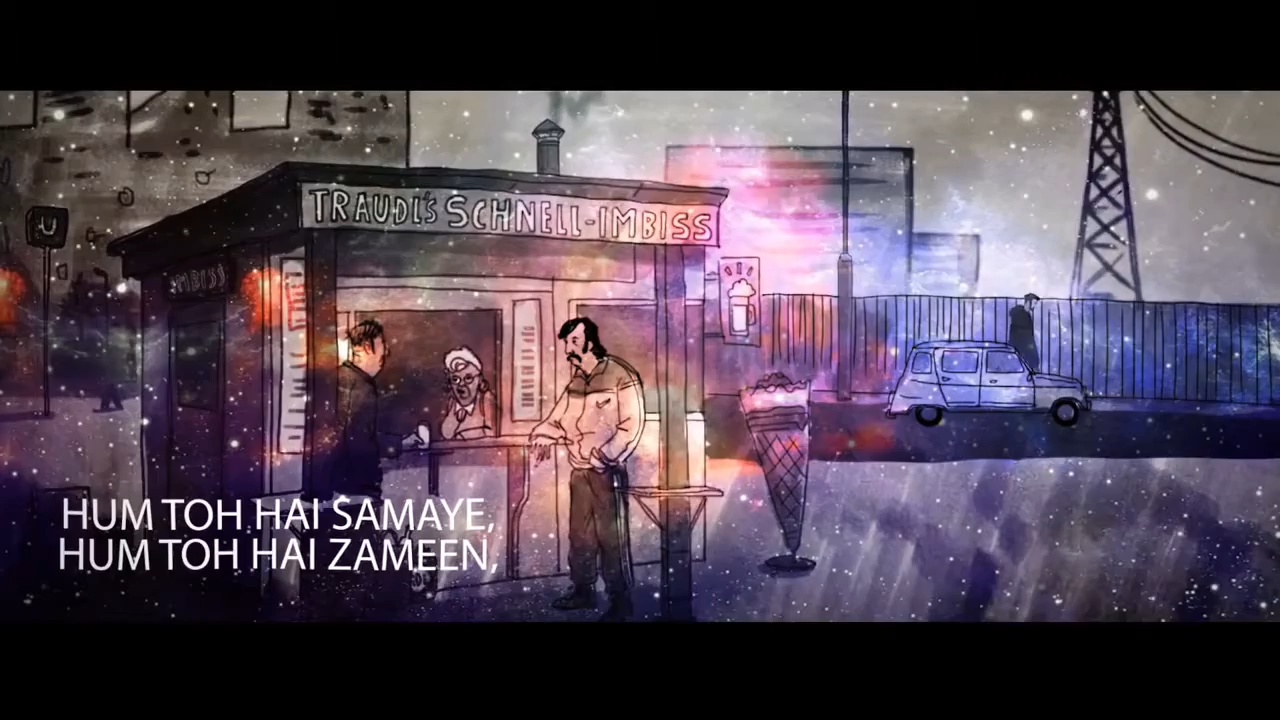 TRAUDL'S SCHNELL-IMBISS
U
IMBISS
HUM TOH HAI SAMAYE,
HUM TOH HAI ZAMEEN,